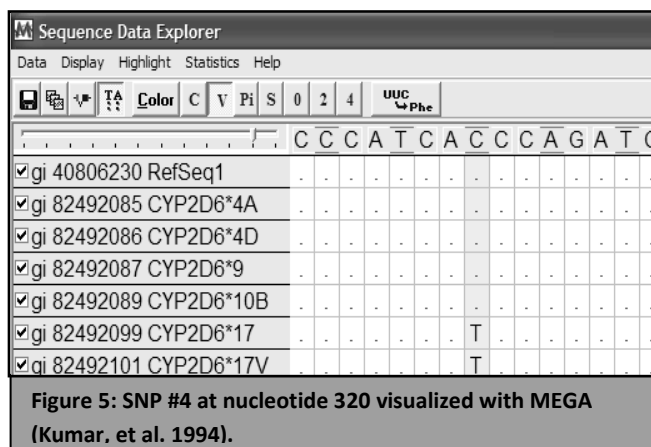 Sequence Data Explorer
Data Display Highlight Statistics Help
TA Color C V Pi S 0 2 4 UUC Phe
C C C A T C A C C C A G A T C
gi 40806230 RefSeq1 . . . . . . . . . . . . . .
gi 82492085 CYP2D6*4A . . . . . . . . . . . . . .
gi 82492086 CYP2D6*4D . . . . . . . . . . . . . .
gi 82492087 CYP2D6*9 . . . . . . . . . . . . . .
gi 82492089 CYP2D6*10B . . . . . . . . . . . . . .
gi 82492099 CYP2D6*17 . . . . . . . T . . . . . .
gi 82492101 CYP2D6*17V . . . . . . . T . . . . . .
Figure 5: SNP #4 at nucleotide 320 visualized with MEGA
(Kumar, et al. 1994).